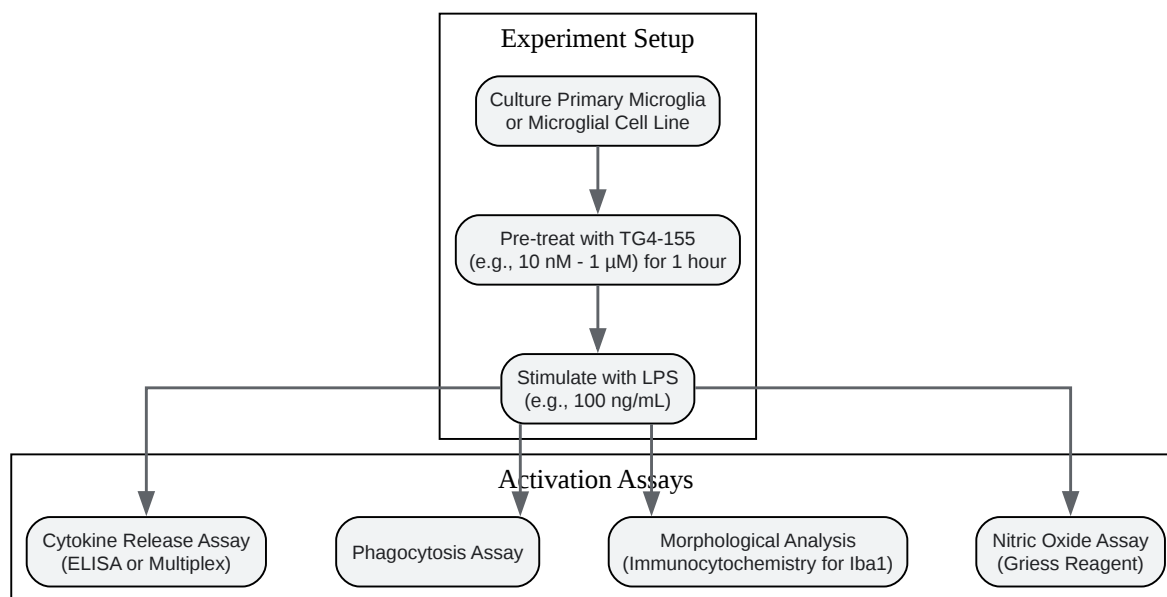 Experiment Setup
Culture Primary Microglia
or Microglial Cell Line
Pre-treat with TG4-155
(e.g., 10 nM - 1 µM) for 1 hour
Stimulate with LPS
(e.g., 100 ng/mL)
Activation Assays
Cytokine Release Assay
(ELISA or Multiplex)
Phagocytosis Assay
Morphological Analysis
(Immunocytochemistry for Iba1)
Nitric Oxide Assay
(Griess Reagent)